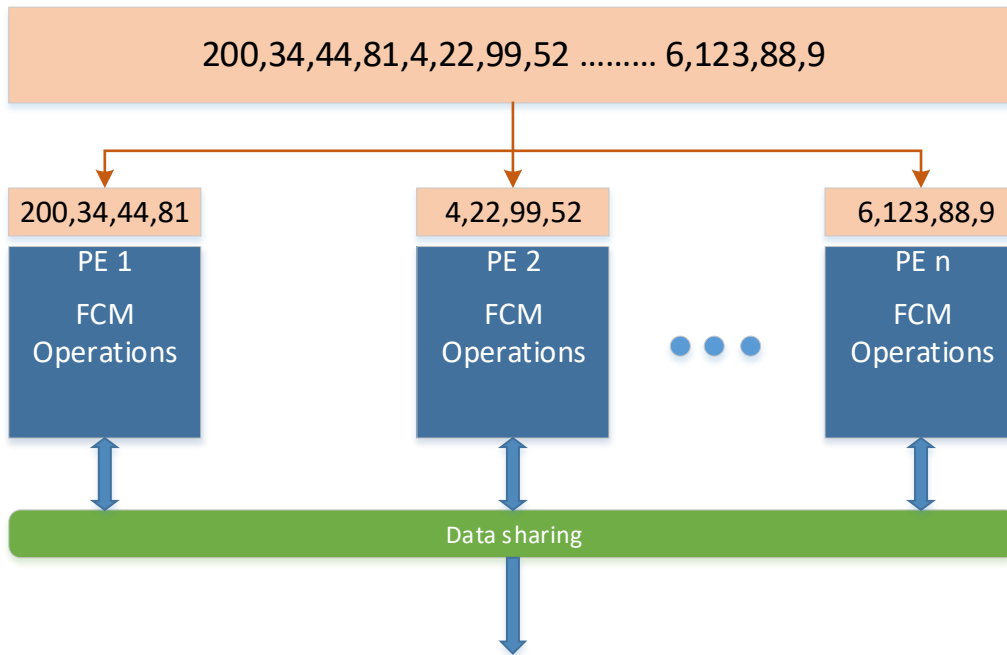 200,34,44,81,4,22,99,52 ……… 6,123,88,9
200,34,44,81
4,22,99,52
6,123,88,9
PE 1
FCM
Operations
PE 2
FCM
Operations
PE n
FCM
Operations
Data sharing